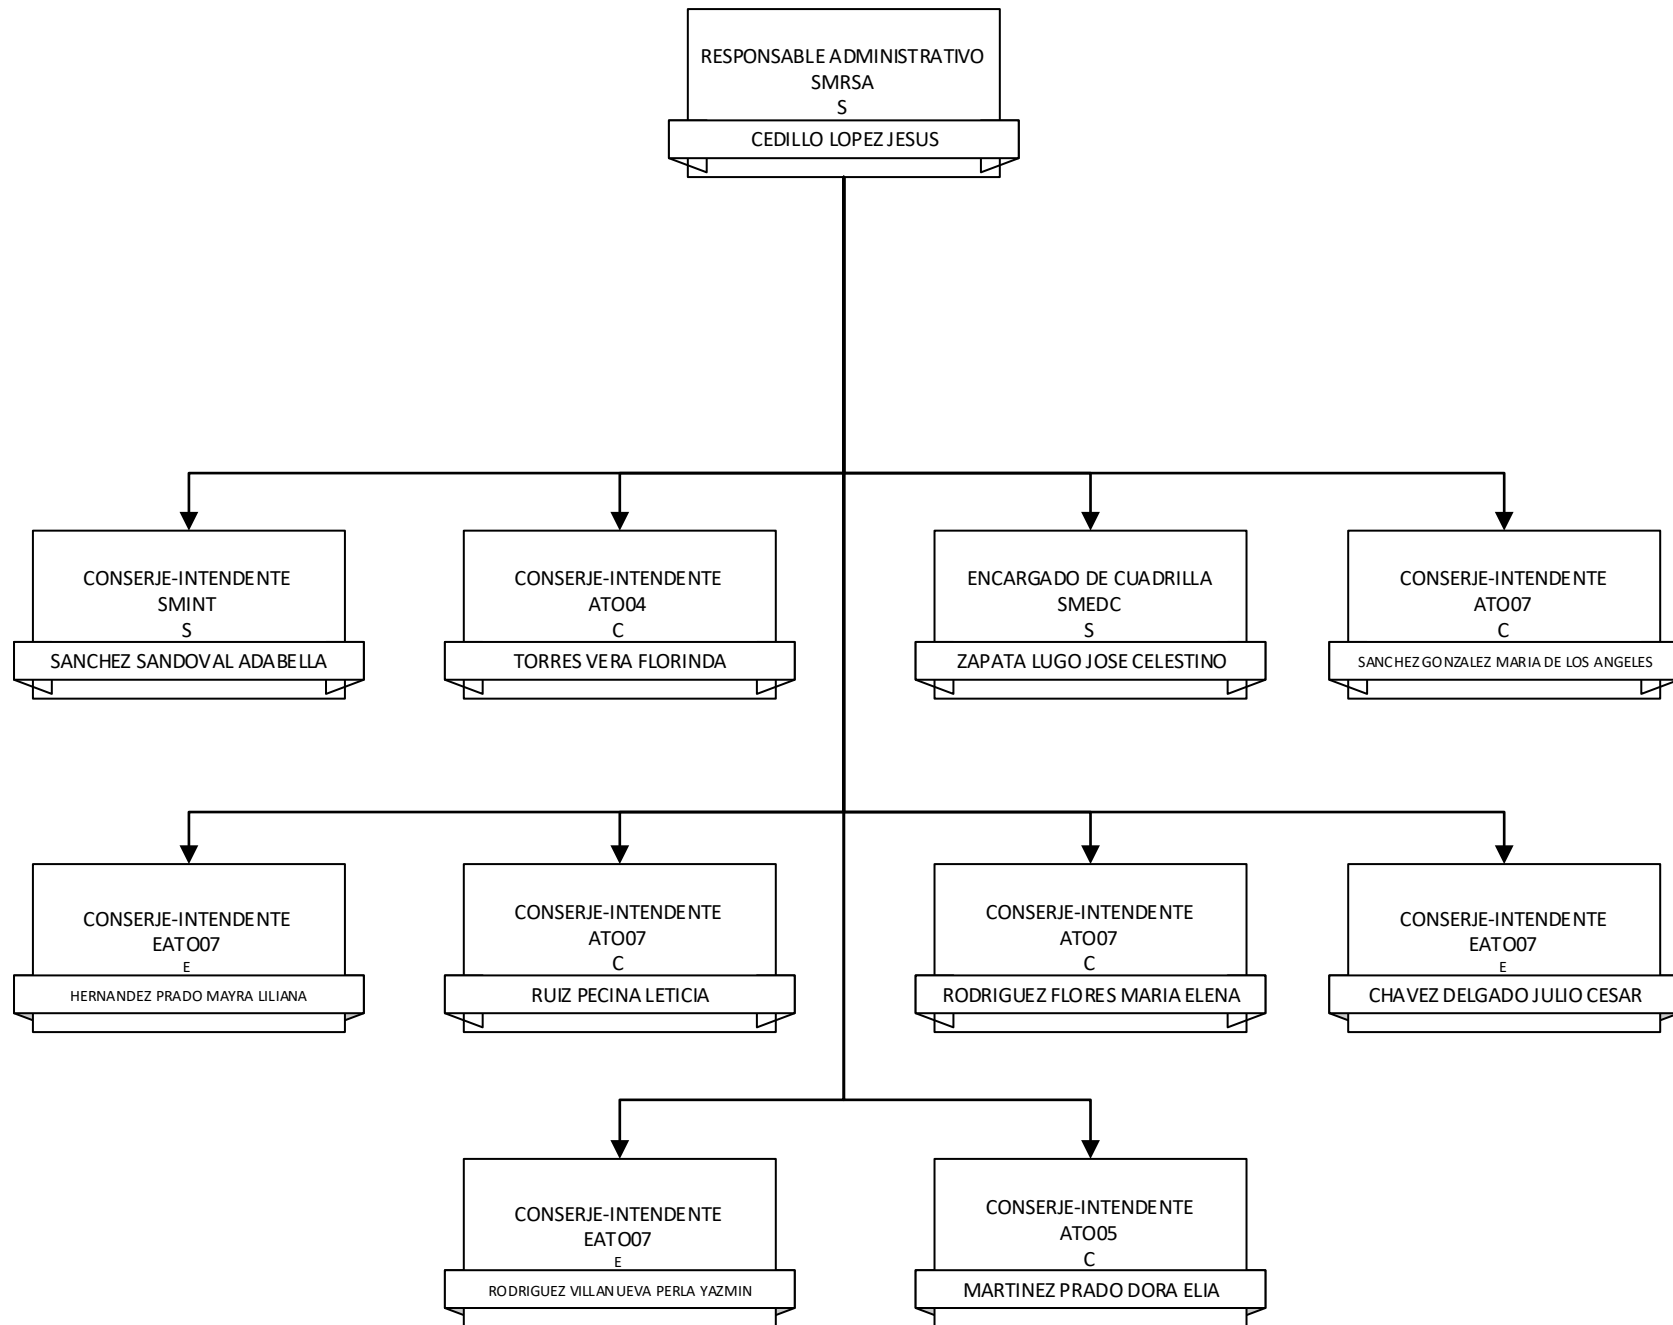 RESPONSABLE ADMINISTRATIVO
SMRSA
S
CEDILLO LOPEZ JESUS
CONSERJE-INTENDENTE
SMINT
S
SANCHEZ SANDOVAL ADABELLA
CONSERJE-INTENDENTE
ATO04
C
TORRES VERA FLORINDA
ENCARGADO DE CUADRILLA
SMEDC
S
ZAPATA LUGO JOSE CELESTINO
CONSERJE-INTENDENTE
ATO07
C
SANCHEZ GONZALEZ MARIA DE LOS ANGELES
CONSERJE-INTENDENTE
EATO07
E
HERNANDEZ PRADO MAYRA LILIANA
CONSERJE-INTENDENTE
ATO07
C
RUIZ PECINA LETICIA
CONSERJE-INTENDENTE
ATO07
C
RODRIGUEZ FLORES MARIA ELENA
CONSERJE-INTENDENTE
EATO07
E
CHAVEZ DELGADO JULIO CESAR
CONSERJE-INTENDENTE
EATO07
E
RODRIGUEZ VILLANUEVA PERLA YAZMIN
CONSERJE-INTENDENTE
ATO05
C
MARTINEZ PRADO DORA ELIA